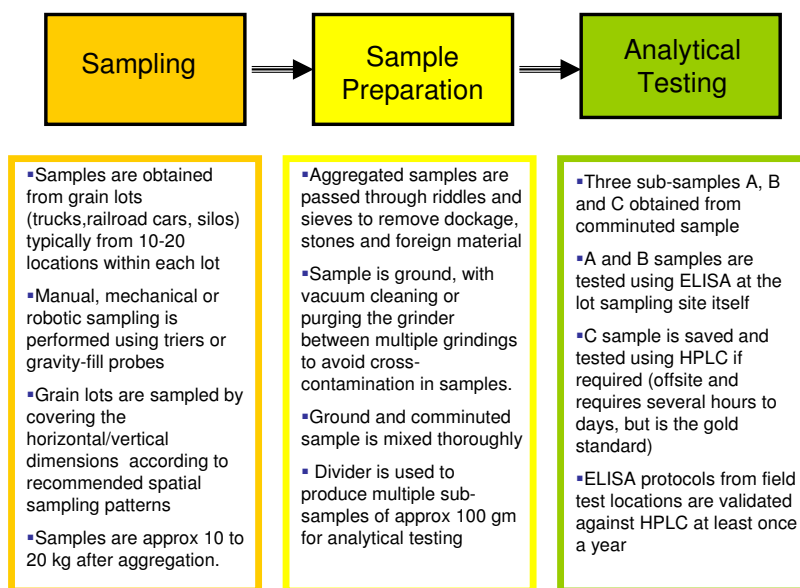 Sampling
Sample
Preparation
Analytical
Testing
▪Samples are obtained
from grain lots
(trucks,railroad cars, silos)
typically from 10-20
locations within each lot
▪Manual, mechanical or
robotic sampling is
performed using triers or
gravity-fill probes
▪Grain lots are sampled by
covering the
horizontal/vertical
dimensions according to
recommended spatial
sampling patterns
▪Samples are approx 10 to
20 kg after aggregation.
▪Aggregated samples are
passed through riddles and
sieves to remove dockage,
stones and foreign material
▪Sample is ground, with
vacuum cleaning or
purging the grinder
between multiple grindings
to avoid cross-
contamination in samples.
▪Ground and comminuted
sample is mixed thoroughly
▪ Divider is used to
produce multiple sub-
samples of approx 100 gm
for analytical testing
▪Three sub-samples A, B
and C obtained from
comminuted sample
▪A and B samples are
tested using ELISA at the
lot sampling site itself
▪C sample is saved and
tested using HPLC if
required (offsite and
requires several hours to
days, but is the gold
standard)
▪ELISA protocols from field
test locations are validated
against HPLC at least once
a year